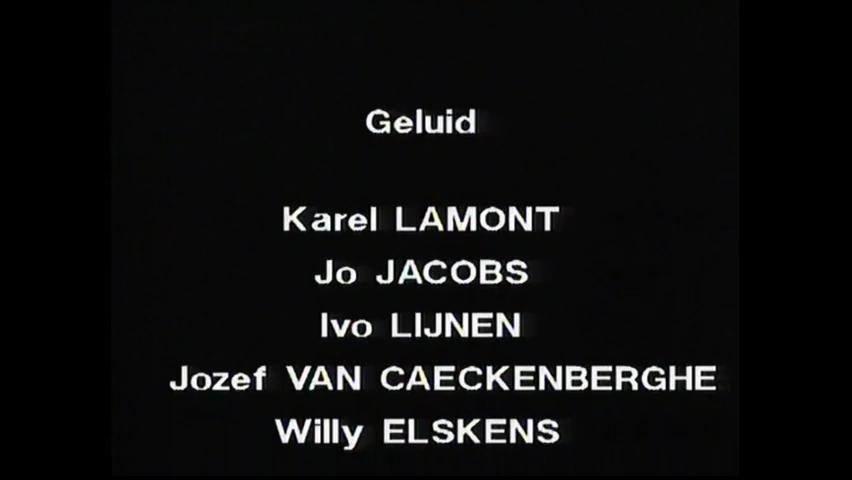 Geluid
Karel LAMONT
Jo JACOBS
Ivo LIJNEN
Jozef VAN CAECKENBERGHE
Willy ELSKENS